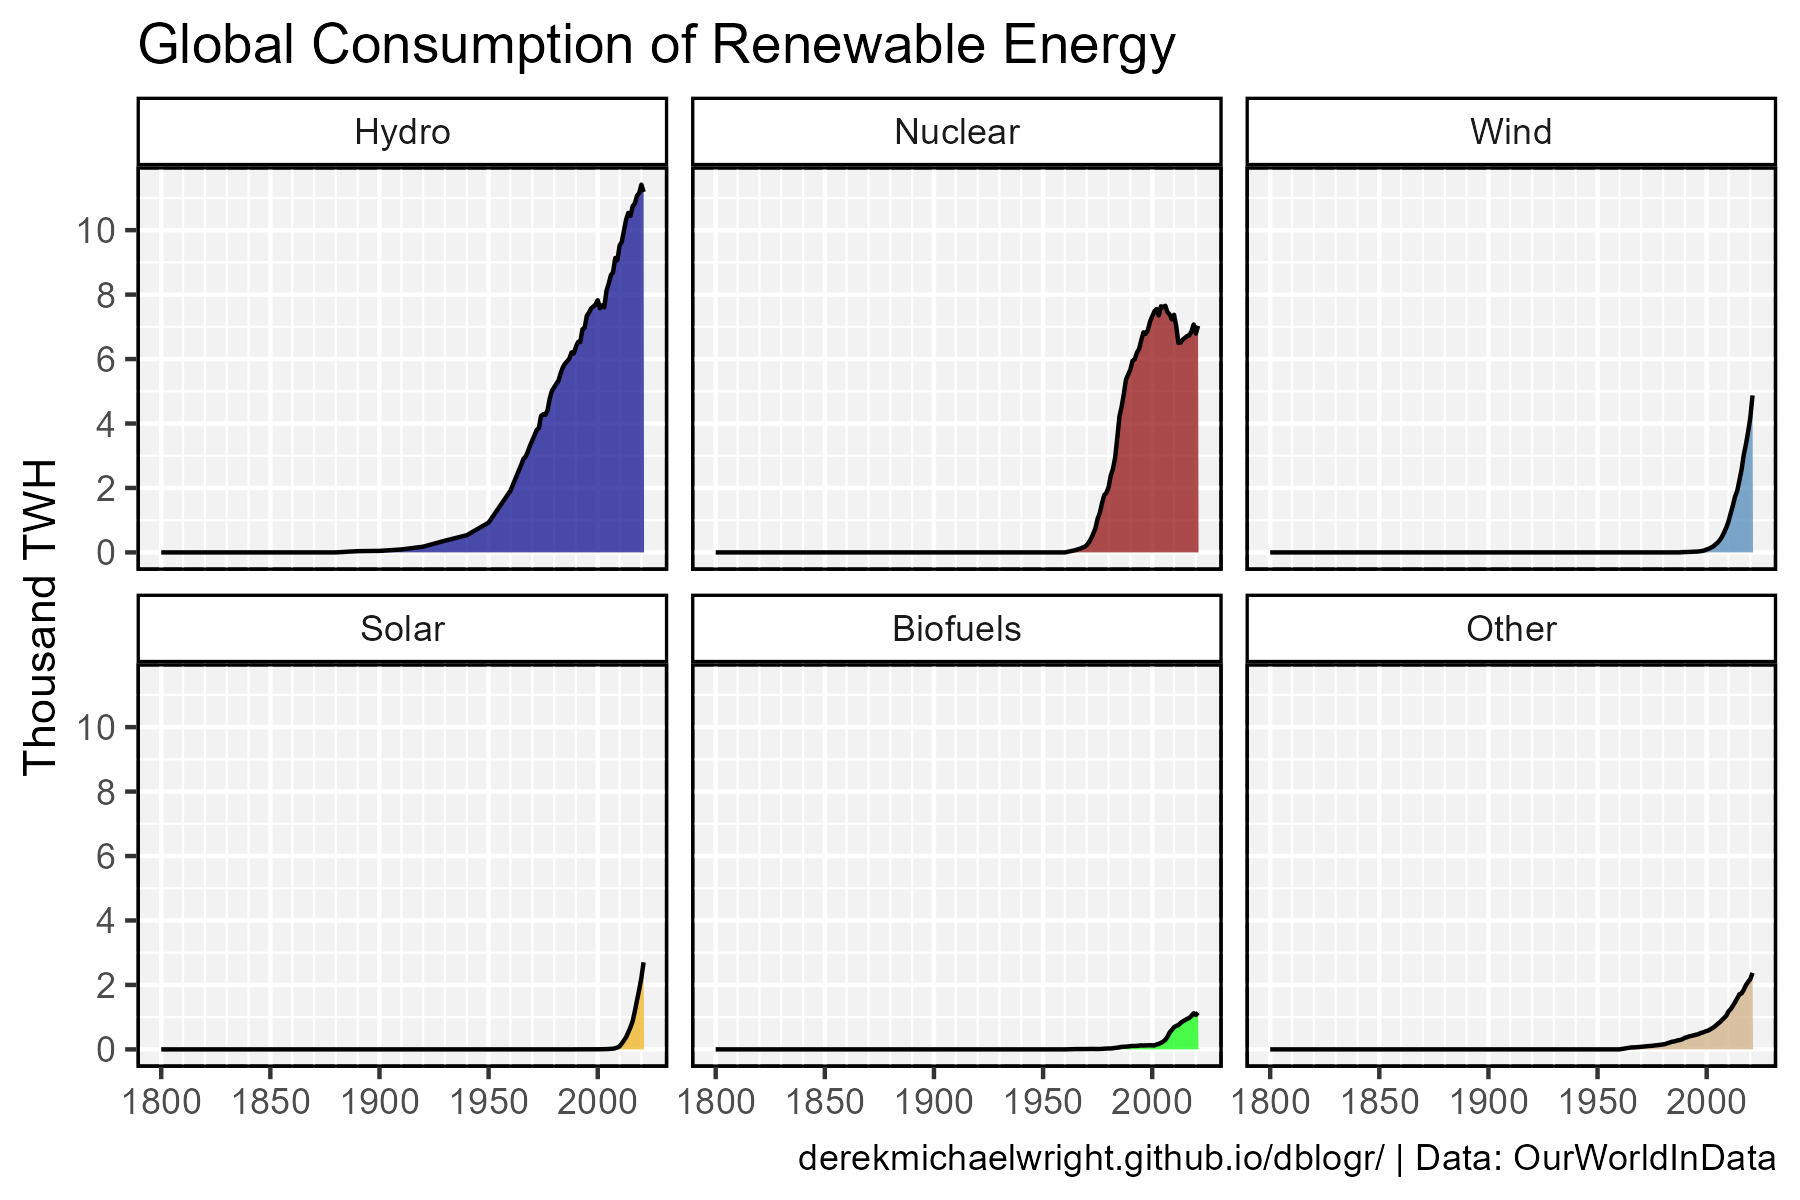 Global Consumption of Renewable Energy
Hydro
Nuclear
Wind
10
8
6
4
2
0
Solar
Biofuels
Other
10
8
6
4
2
0
Thousand TWH
1800 1850 1900 1950 2000
1800 1850 1900 1950 2000
1800 1850 1900 1950 2000
derekmichaelwright.github.io/dblogr/ | Data: OurWorldInData